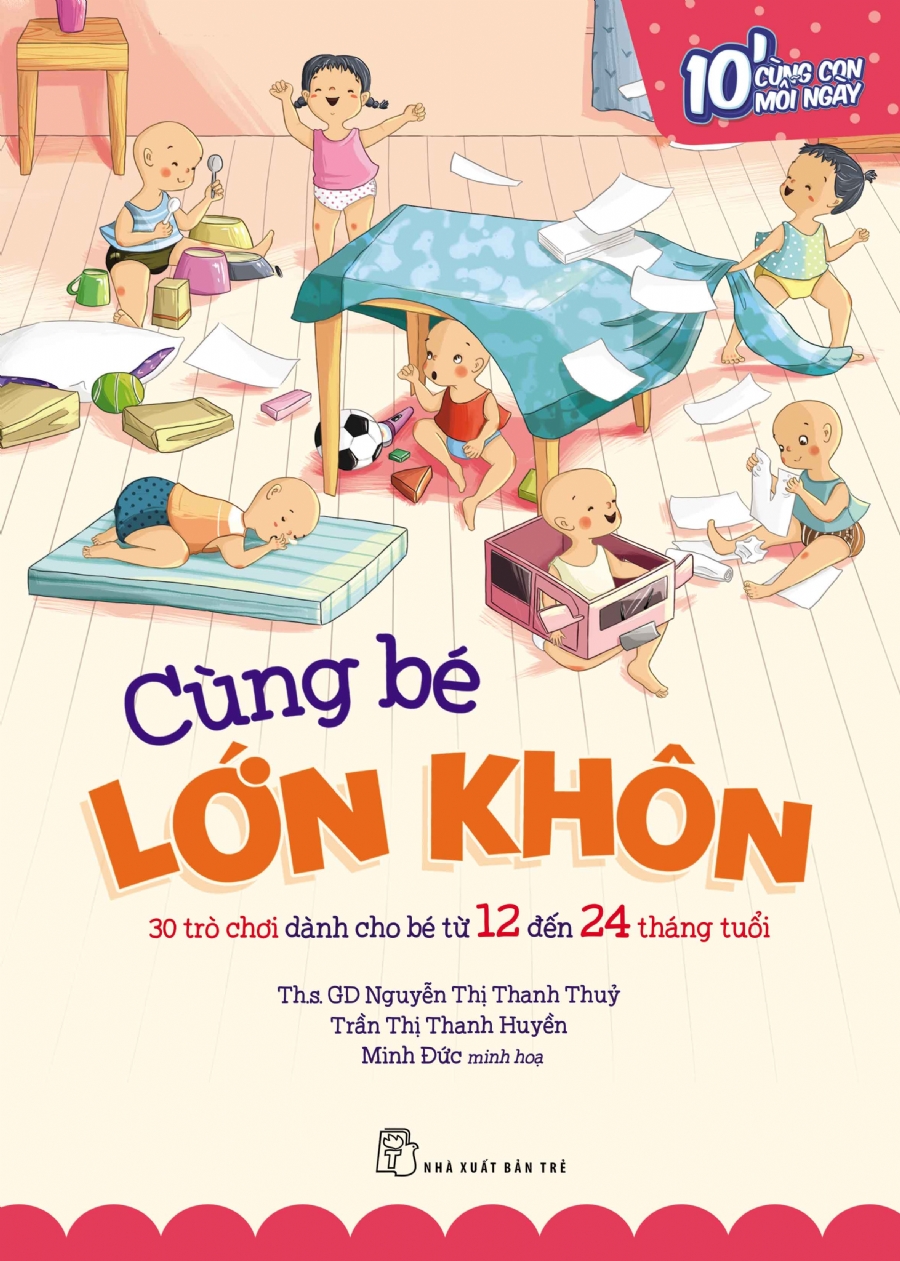 10' CÙNG CON
MỖI NGÀY
Cùng bé
LỚN KHÔN
30 trò chơi dành cho bé từ 12 đến 24 tháng tuổi
Th.s. GD Nguyễn Thị Thanh Thuỷ
Trần Thị Thanh Huyền
Minh Đức minh hoạ
T
NHÀ XUẤT BẢN TRẺ